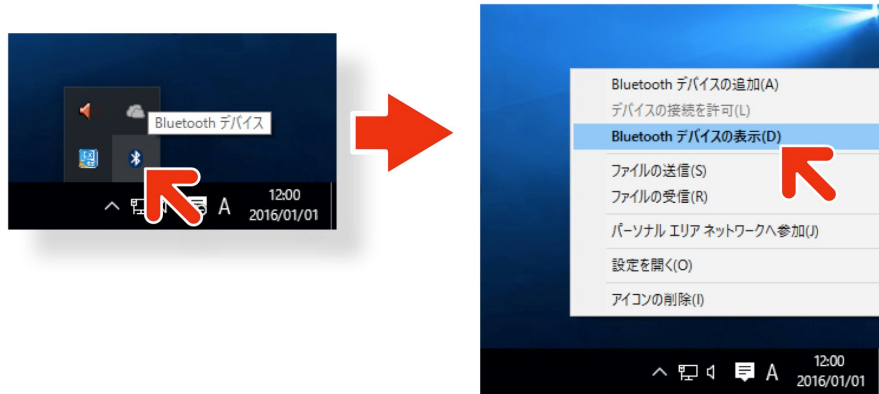 Bluetooth デバイス
A
12:00
2016/01/01
Bluetooth デバイスの追加(A)
デバイスの接続を許可(L)
Bluetooth デバイスの表示(D)
ファイルの送信(S)
ファイルの受信(R)
パーソナル エリア ネットワークへ参加(J)
設定を開く(O)
アイコンの削除(I)
A
12:00
2016/01/01